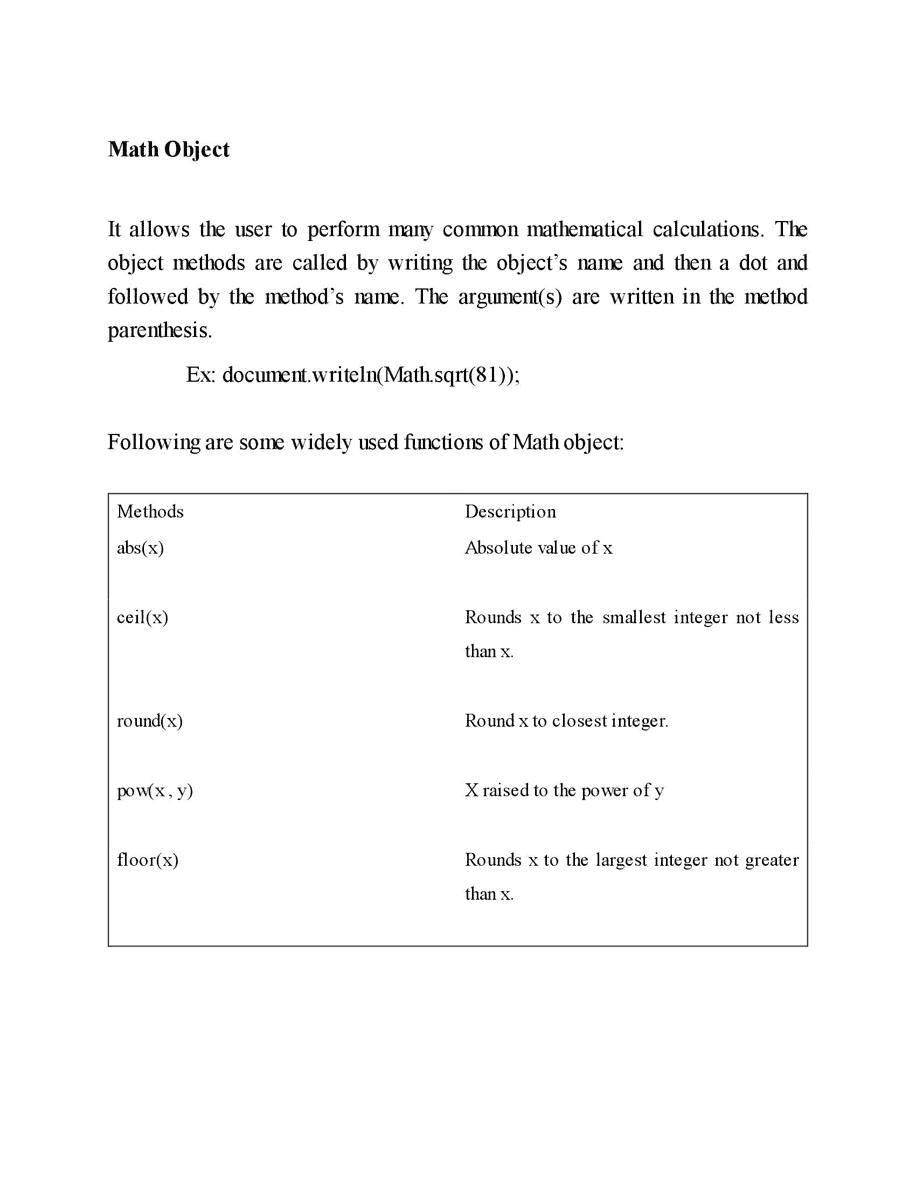 Math Object
It allows the user to perform many common mathematical calculations. The
object methods are called by writing the object’s name and then a dot and
followed by the method’s name. The argument(s) are written in the method
parenthesis.
Ex: document.writeln(Math.sqrt(81));
Following are some widely used functions of Math object:
Methods Description
abs(x) Absolute value of x
ceil(x) Rounds x to the smallest integer not less
than x.
round(x) Round x to closest integer.
pow(x , y) X raised to the power of y
floor(x) Rounds x to the largest integer not greater
than x.